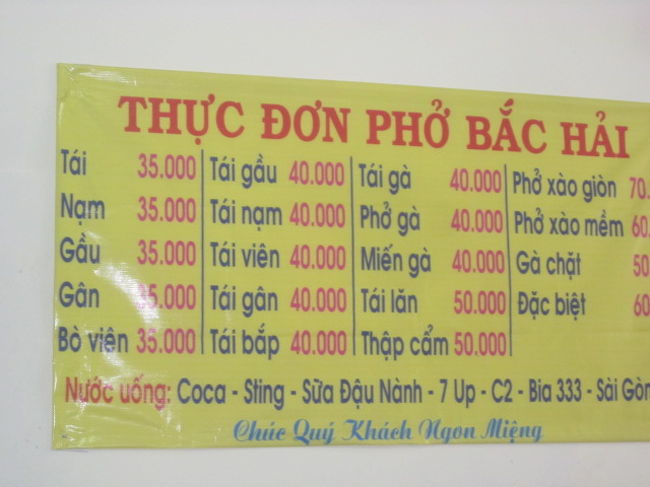 THỰC ĐƠN PHỞ BẮC HẢI
Tái 35.000 Tái gầu 40.000 Tái gà 40.000 Phở xào giòn 70.
Nạm 35.000 Tái nạm 40.000 Phở gà 40.000 Phở xào mềm 60.
Gầu 35.000 Tái viên 40.000 Miến gà 40.000 Gà chặt 50
Gân 35.000 Tái gân 40.000 Tái lăn 50.000 Đặc biệt 60
Bò viên 35.000 Tái bắp 40.000 Thập cẩm 50.000
Nước uống: Coca - Sting - Sữa Đậu Nành - 7 Up - C2 - Bia 333 - Sài Gòn
Chúc Quý Khách Ngon Miệng